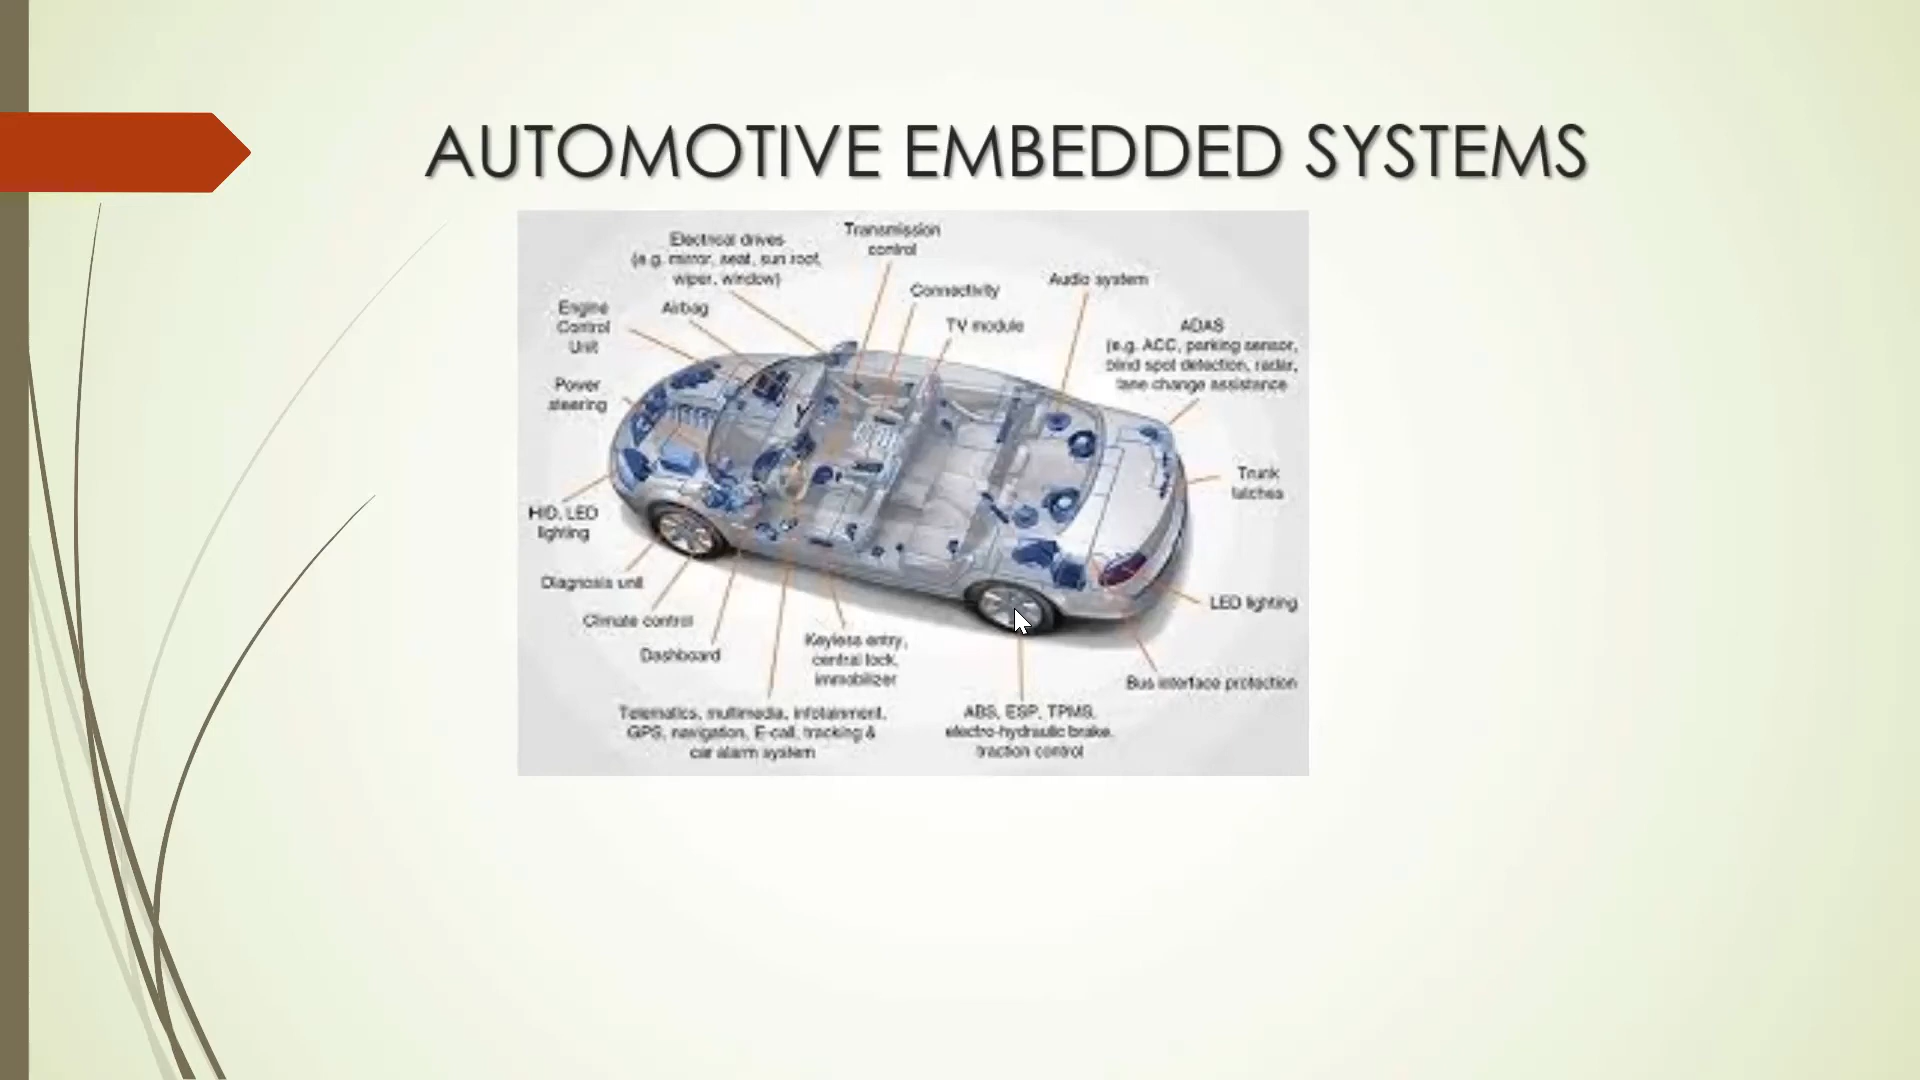 AUTOMOTIVE EMBEDDED SYSTEMS
Electrical drives
(e.g. mirror, seat, sun roof,
wiper, window)
Transmission
control
Connectivity
Audio system
Engine
Control
Unit
Airbag
TV module
ADAS
(e.g. ACC, parking sensor,
blind spot detection, radar,
lane change assistance
Power
steering
Trunk
latches
HID, LED
lighting
Diagnosis unit
Climate control
Dashboard
Keyless entry,
central lock,
immobilizer
LED lighting
Bus interface protection
Telematics, multimedia, infotainment,
GPS, navigation, E-call, tracking &
car alarm system
ABS, ESP, TPMS,
electro-hydraulic brake,
traction control